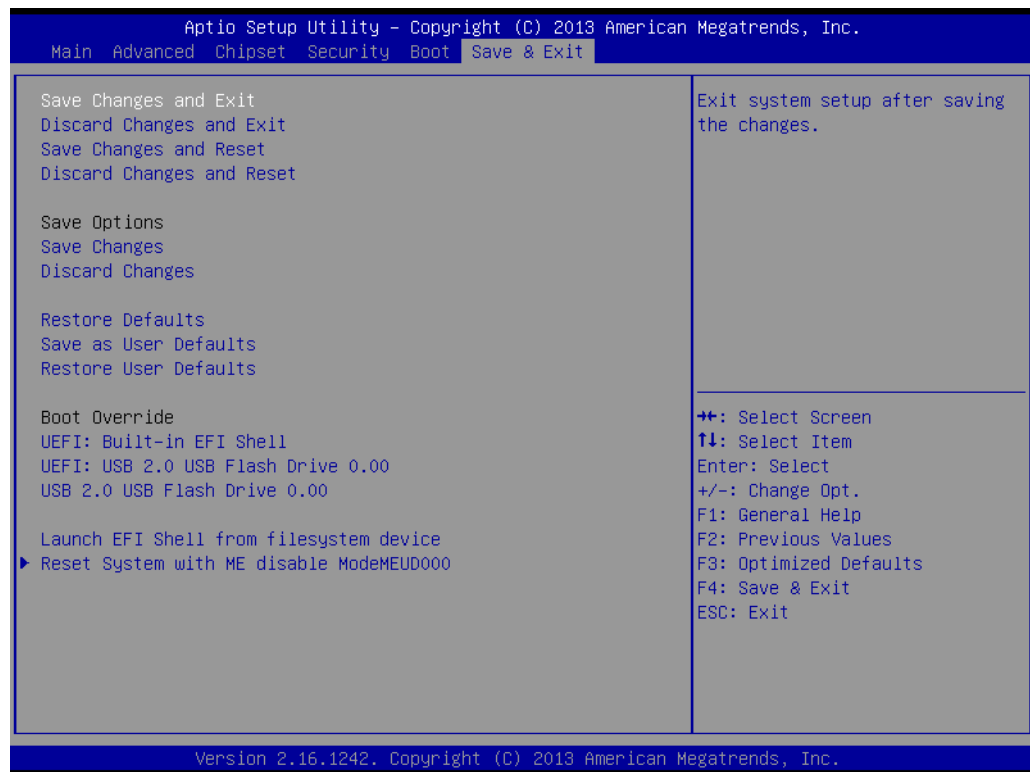 Aptio Setup Utility – Copyright (C) 2013 American Megatrends, Inc.
Main Advanced Chipset Security Boot Save & Exit
Save Changes and Exit
Discard Changes and Exit
Save Changes and Reset
Discard Changes and Reset
Save Options
Save Changes
Discard Changes
Restore Defaults
Save as User Defaults
Restore User Defaults
Boot Override
UEFI: Built-in EFI Shell
UEFI: USB 2.0 USB Flash Drive 0.00
USB 2.0 USB Flash Drive 0.00
Launch EFI Shell from filesystem device
▶ Reset System with ME disable ModeMEUD000
Exit system setup after saving
the changes.
→←: Select Screen
↑↓: Select Item
Enter: Select
+/-: Change Opt.
F1: General Help
F2: Previous Values
F3: Optimized Defaults
F4: Save & Exit
ESC: Exit
Version 2.16.1242. Copyright (C) 2013 American Megatrends, Inc.